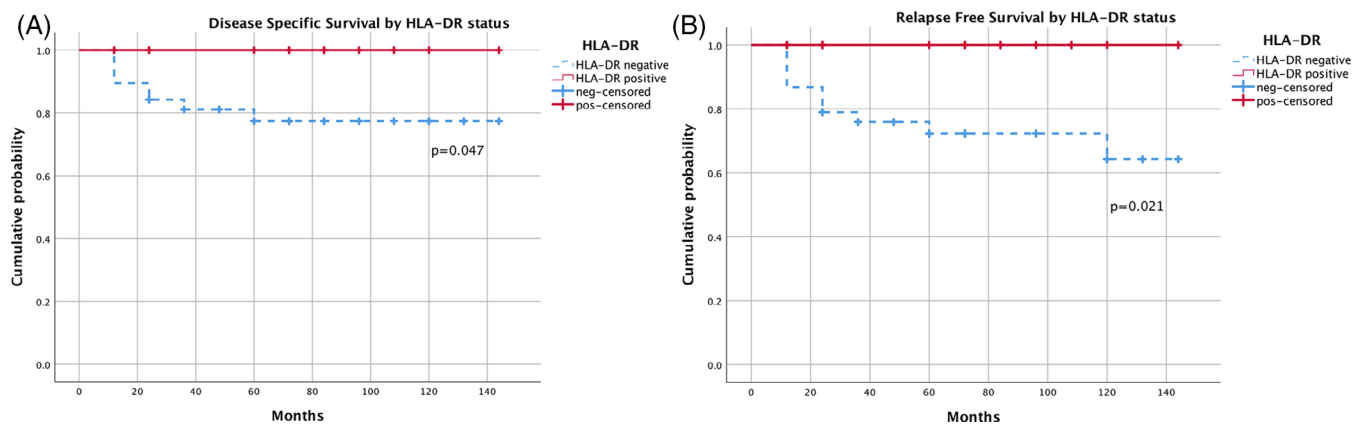 (A)
Disease Specific Survival by HLA-DR status
HLA-DR
HLA-DR negative
HLA-DR positive
neg-censored
pos-censored
1.0
0.8
0.6
0.4
0.2
0.0
Cumulative probability
p=0.047
0 20 40 60 80 100 120 140
Months
(B)
Relapse Free Survival by HLA-DR status
HLA-DR
HLA-DR negative
HLA-DR positive
neg-censored
pos-censored
1.0
0.8
0.6
0.4
0.2
0.0
Cumulative probability
p=0.021
0 20 40 60 80 100 120 140
Months